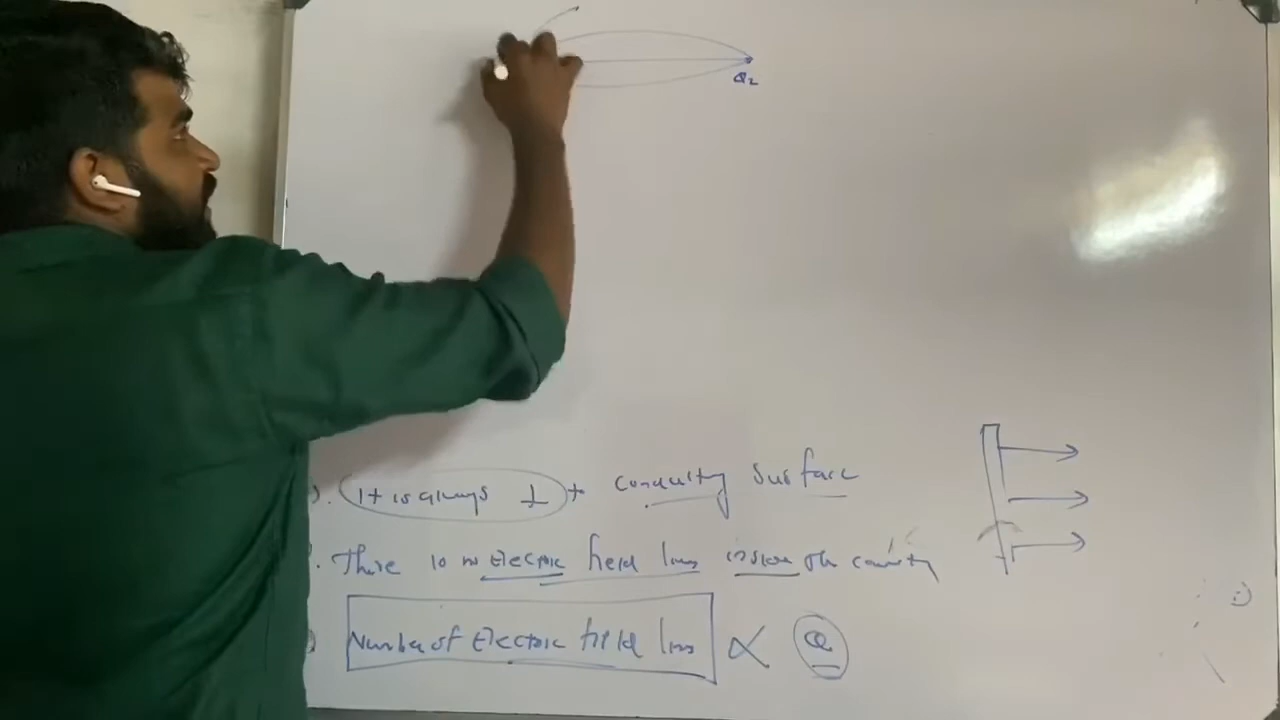 Q2
). It is always ⊥ to conducting surface
. There is no Electric field lines inside the cavity
) Number of Electric field lines ∝ Q